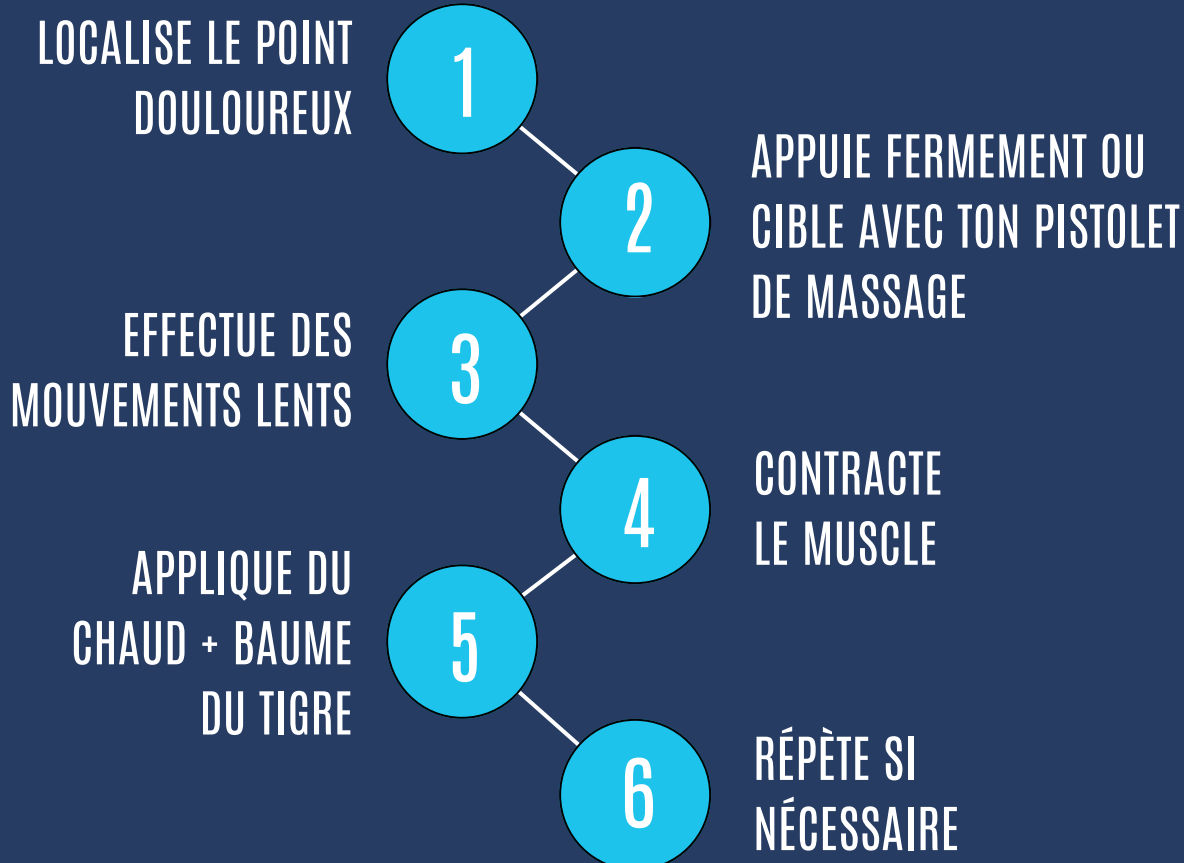 LOCALISE LE POINT
DOULOUREUX
1
2
APPUIE FERMEMENT OU
CIBLE AVEC TON PISTOLET
DE MASSAGE
EFFECTUE DES
MOUVEMENTS LENTS
3
4
CONTRACTE
LE MUSCLE
APPLIQUE DU
CHAUD + BAUME
DU TIGRE
5
6
RÉPÈTE SI
NÉCESSAIRE